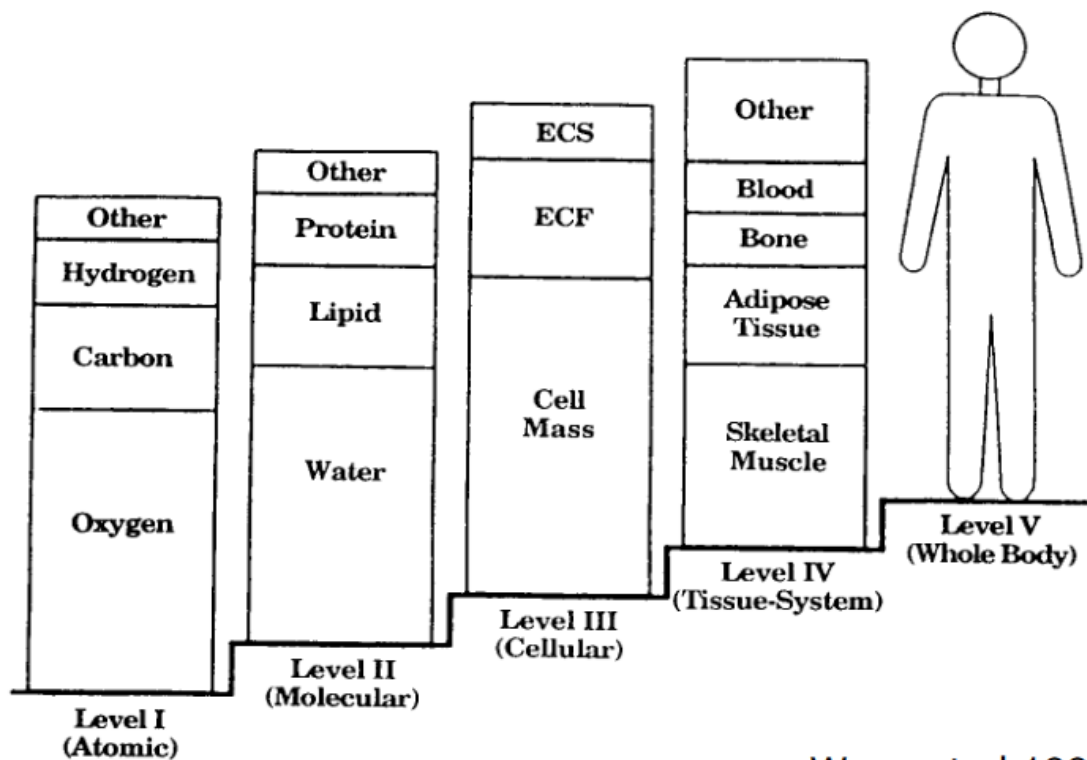 Other
Hydrogen
Carbon
Oxygen
Level I
(Atomic)
Other
Protein
Lipid
Water
Level II
(Molecular)
ECS
ECF
Cell
Mass
Level III
(Cellular)
Other
Blood
Bone
Adipose
Tissue
Skeletal
Muscle
Level IV
(Tissue-System)
Level V
(Whole Body)